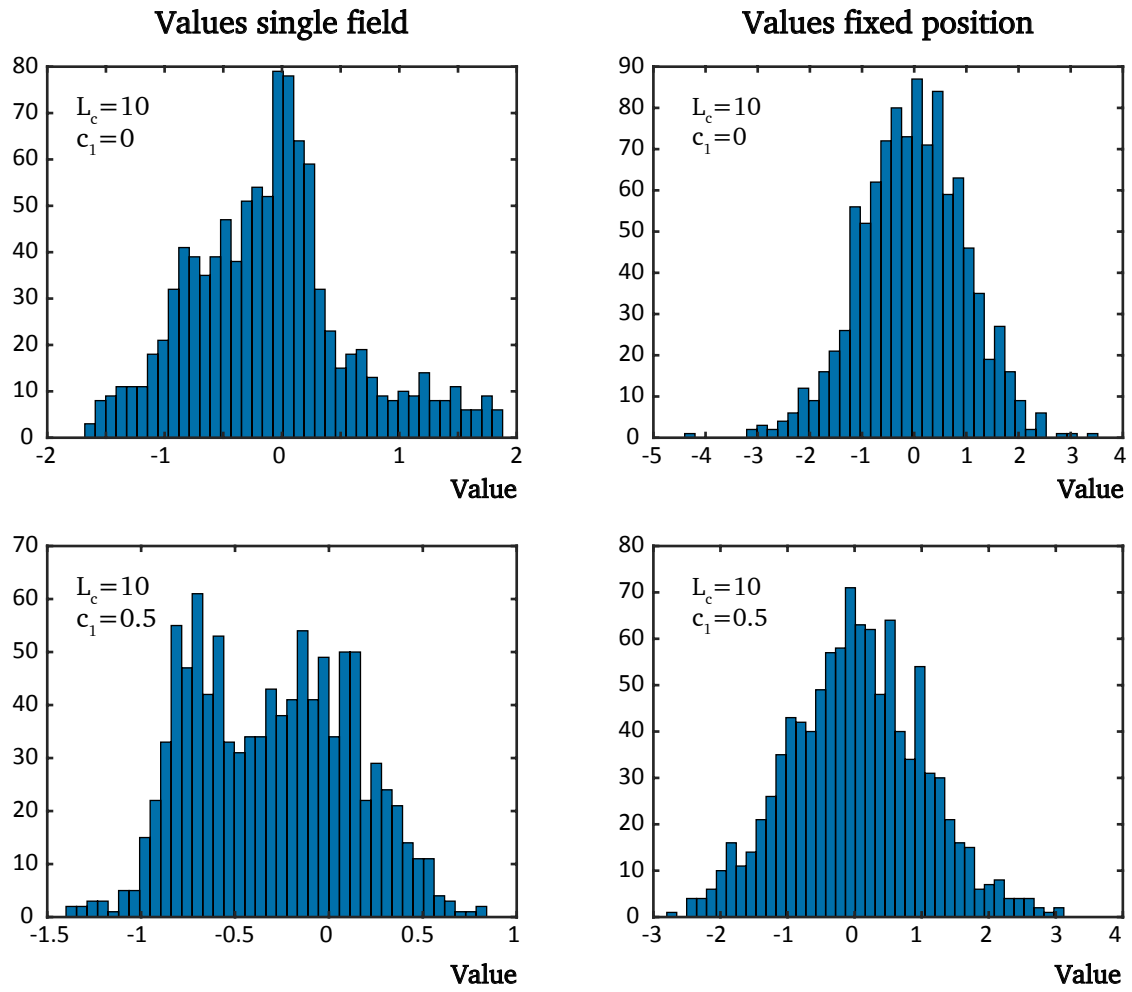 Values single field
Values fixed position
80
70
60
50
40
30
20
10
0
L_c=10
c_1=0
-2 -1 0 1 2
Value
90
80
70
60
50
40
30
20
10
0
L_c=10
c_1=0
-5 -4 -3 -2 -1 0 1 2 3 4
Value
70
60
50
40
30
20
10
0
L_c=10
c_1=0.5
-1.5 -1 -0.5 0 0.5 1
Value
80
70
60
50
40
30
20
10
0
L_c=10
c_1=0.5
-3 -2 -1 0 1 2 3 4
Value